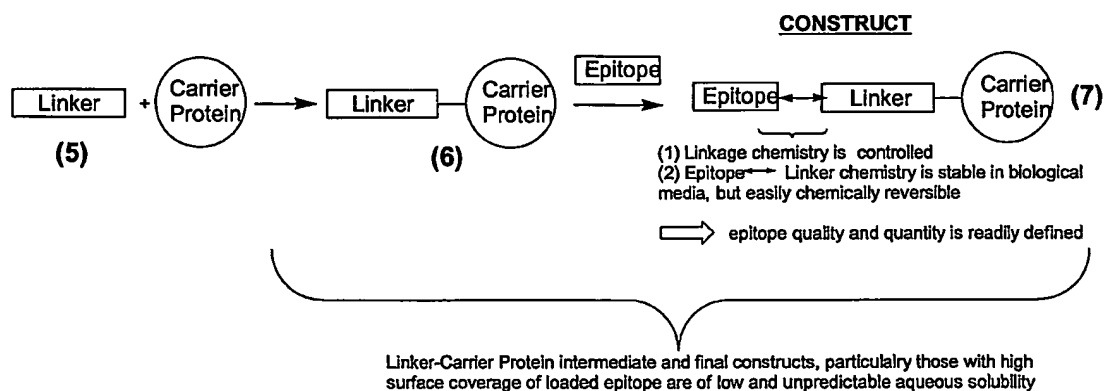 CONSTRUCT
Linker + Carrier Protein
(5)
Linker Carrier Protein
(6)
Epitope
Epitope Linker Carrier Protein (7)
(1) Linkage chemistry is controlled
(2) Epitope ↔ Linker chemistry is stable in biological
media, but easily chemically reversible
epitope quality and quantity is readily defined
Linker-Carrier Protein intermediate and final constructs, particulalry those with high
surface coverage of loaded epitope are of low and unpredictable aqueous solubility